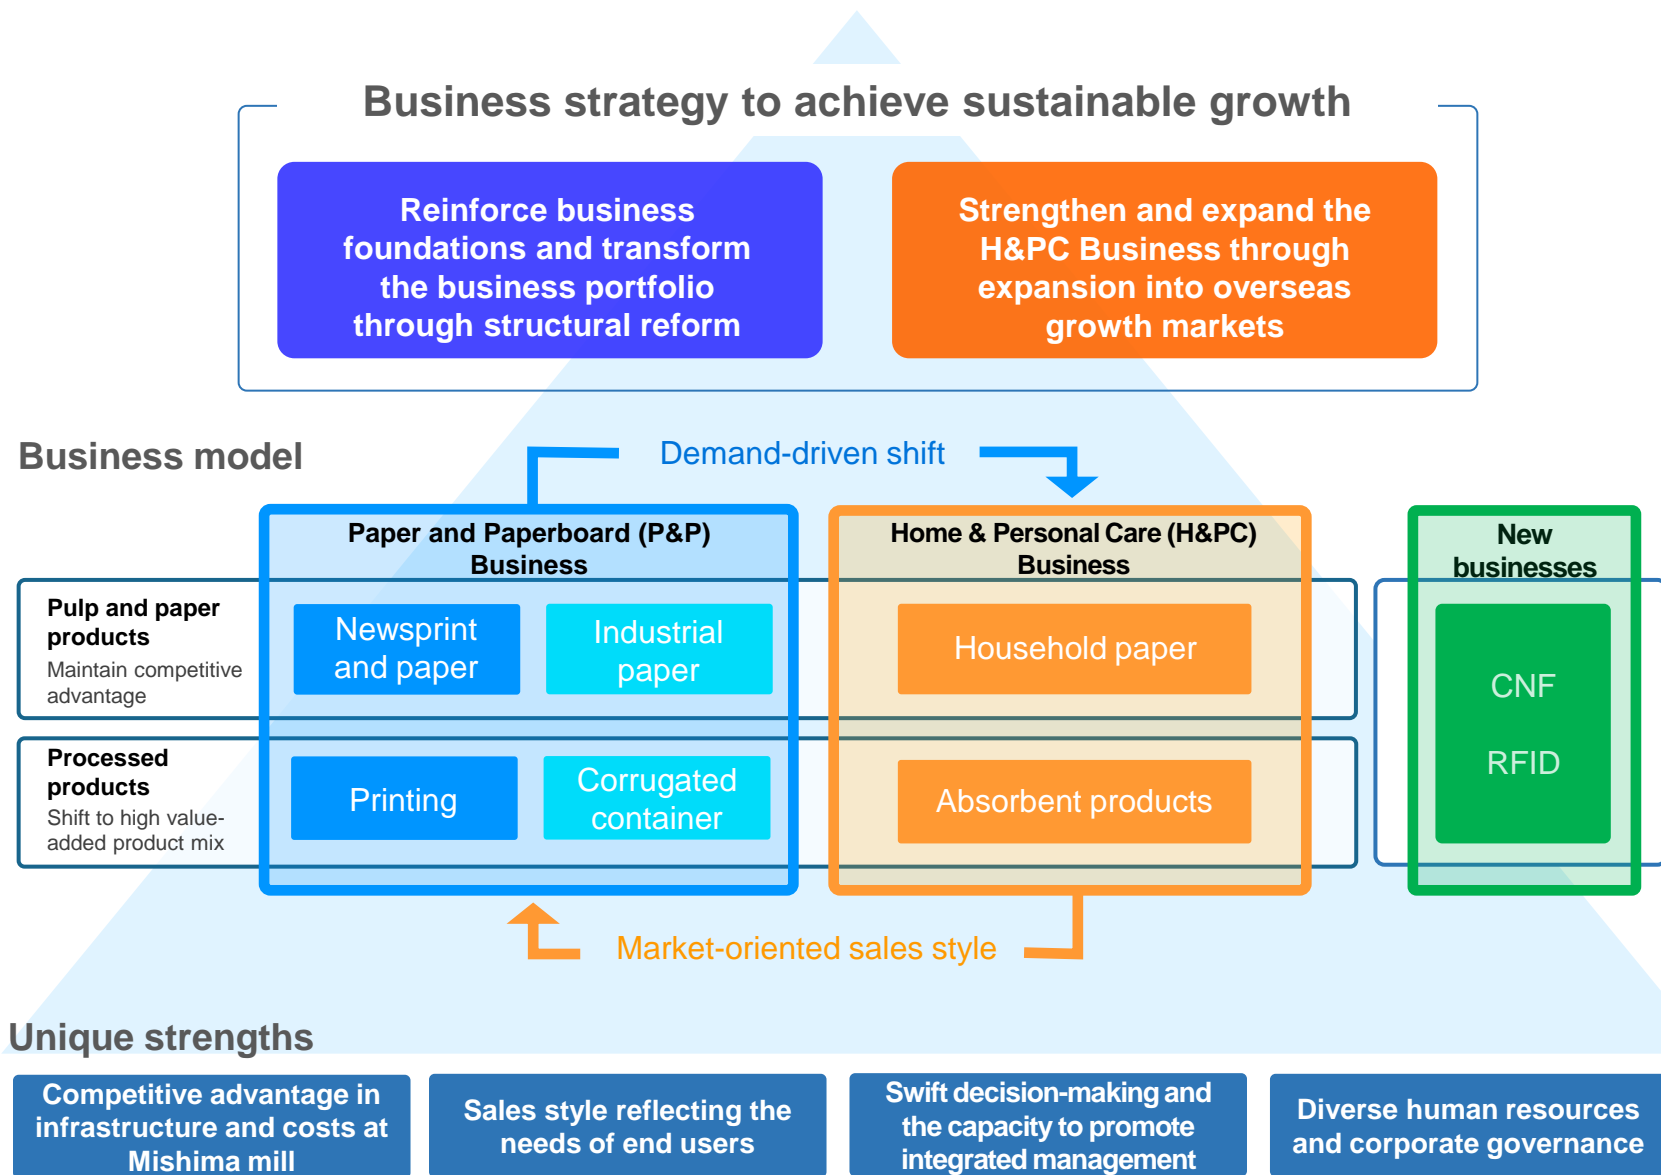 Business strategy to achieve sustainable growth
Reinforce business
foundations and transform
the business portfolio
through structural reform
Strengthen and expand the
H&PC Business through
expansion into overseas
growth markets
Business model
Demand-driven shift
Paper and Paperboard (P&P)
Business
Home & Personal Care (H&PC)
Business
New
businesses
Pulp and paper
products
Maintain competitive
advantage
Newsprint
and paper
Industrial
paper
Household paper
CNF
RFID
Processed
products
Shift to high value-
added product mix
Printing
Corrugated
container
Absorbent products
Market-oriented sales style
Unique strengths
Competitive advantage in
infrastructure and costs at
Mishima mill
Sales style reflecting the
needs of end users
Swift decision-making and
the capacity to promote
integrated management
Diverse human resources
and corporate governance